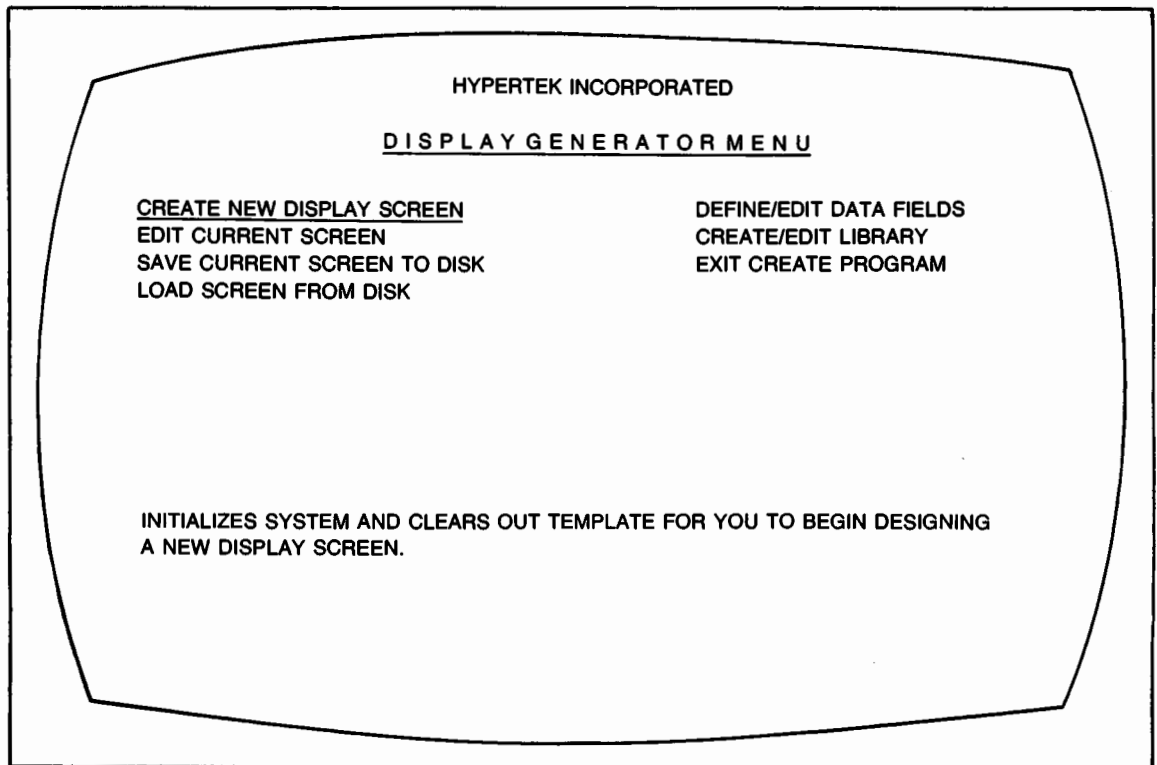 HYPERTEK INCORPORATED
DISPLAY GENERATOR MENU
CREATE NEW DISPLAY SCREEN
EDIT CURRENT SCREEN
SAVE CURRENT SCREEN TO DISK
LOAD SCREEN FROM DISK
DEFINE/EDIT DATA FIELDS
CREATE/EDIT LIBRARY
EXIT CREATE PROGRAM
INITIALIZES SYSTEM AND CLEARS OUT TEMPLATE FOR YOU TO BEGIN DESIGNING
A NEW DISPLAY SCREEN.